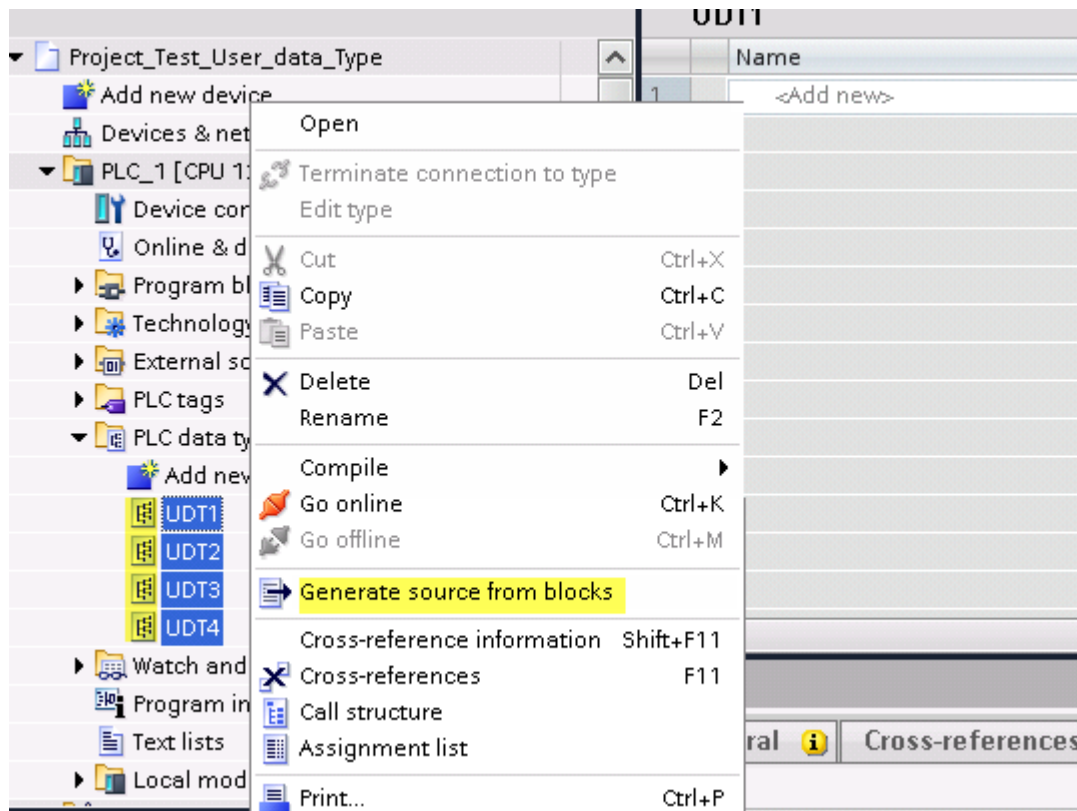 UDT1
Project_Test_User_data_Type
Name
Add new device
1 <Add new>
Devices & net
PLC_1 [CPU 1
Device con
Online & d
Program bl
Technology
External so
PLC tags
PLC data ty
Add new
UDT1
UDT2
UDT3
UDT4
Watch and
Program in
Text lists
Local mod
Open
Terminate connection to type
Edit type
Cut Ctrl+X
Copy Ctrl+C
Paste Ctrl+V
Delete Del
Rename F2
Compile
Go online Ctrl+K
Go offline Ctrl+M
Generate source from blocks
Cross-reference information Shift+F11
Cross-references F11
Call structure
Assignment list
Print... Ctrl+P
ral Cross-references